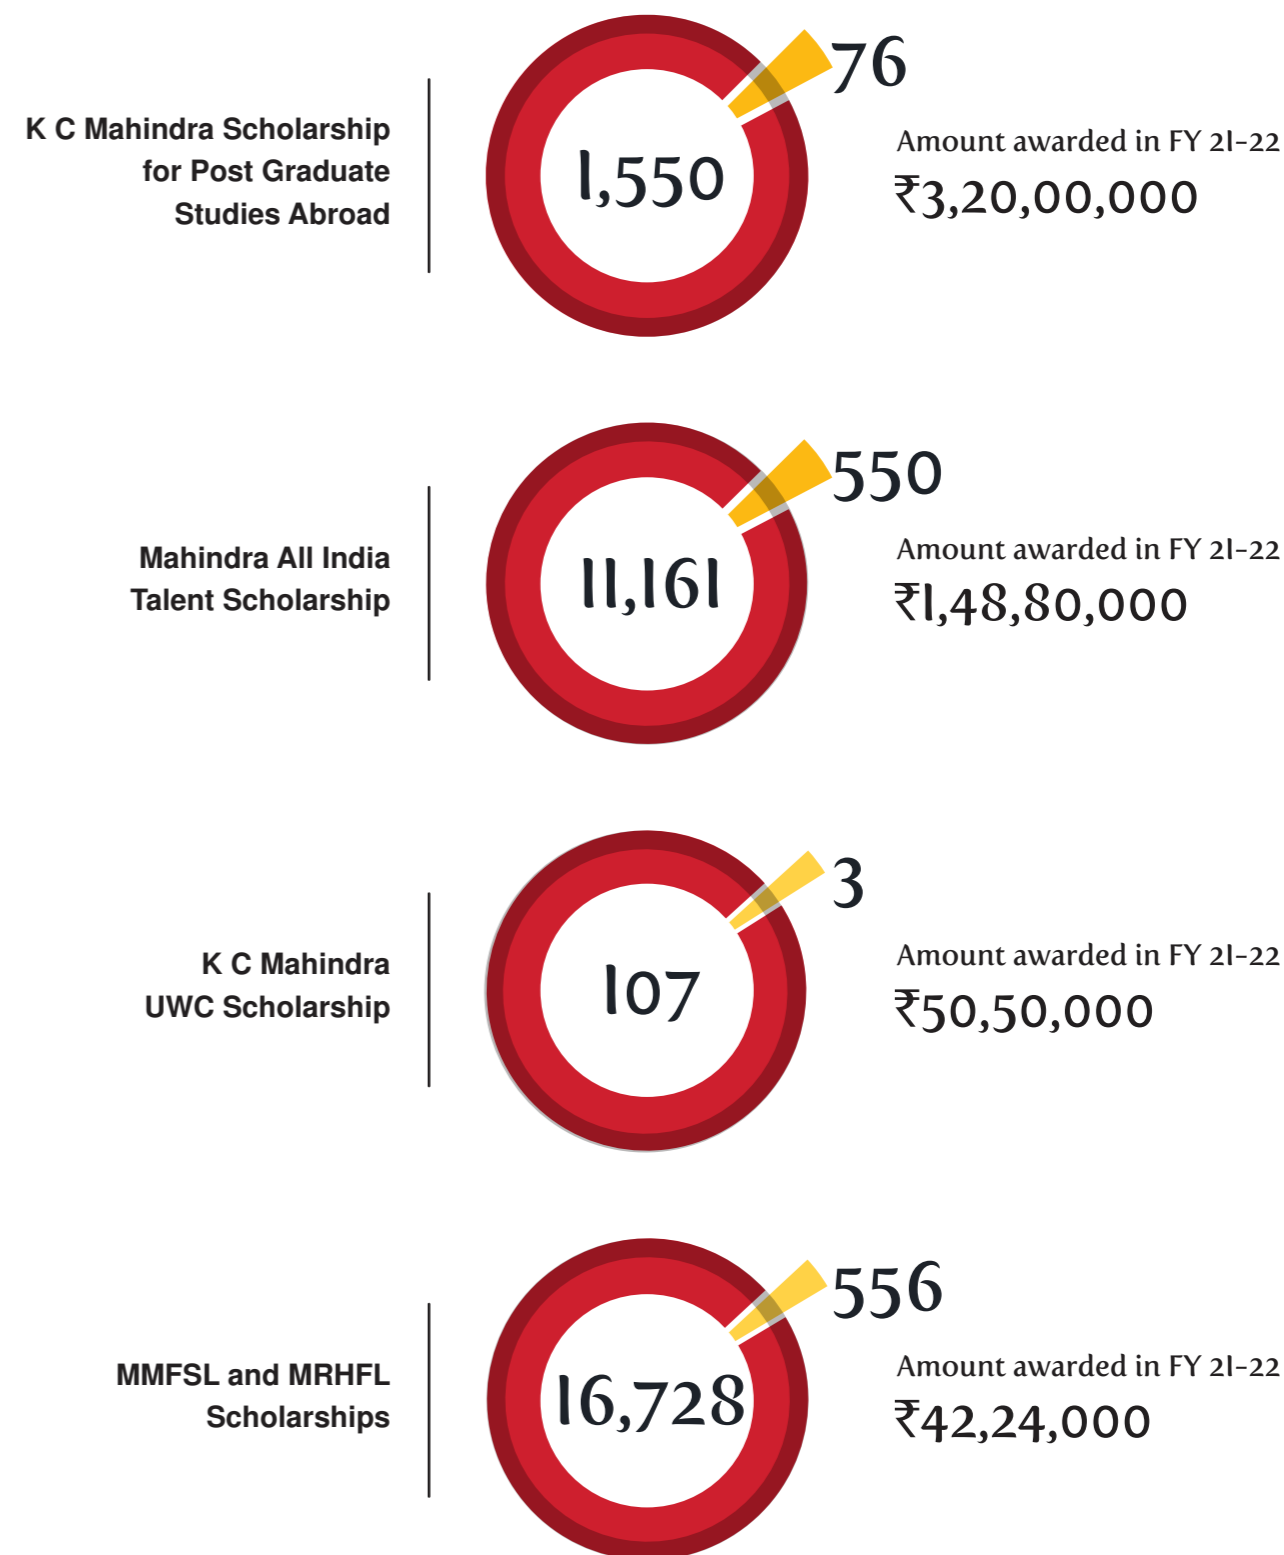 K C Mahindra Scholarship
for Post Graduate
Studies Abroad
1,550
76
Amount awarded in FY 21-22
₹3,20,00,000
Mahindra All India
Talent Scholarship
11,161
550
Amount awarded in FY 21-22
₹1,48,80,000
K C Mahindra
UWC Scholarship
107
3
Amount awarded in FY 21-22
₹50,50,000
MMFSL and MRHFL
Scholarships
16,728
556
Amount awarded in FY 21-22
₹42,24,000